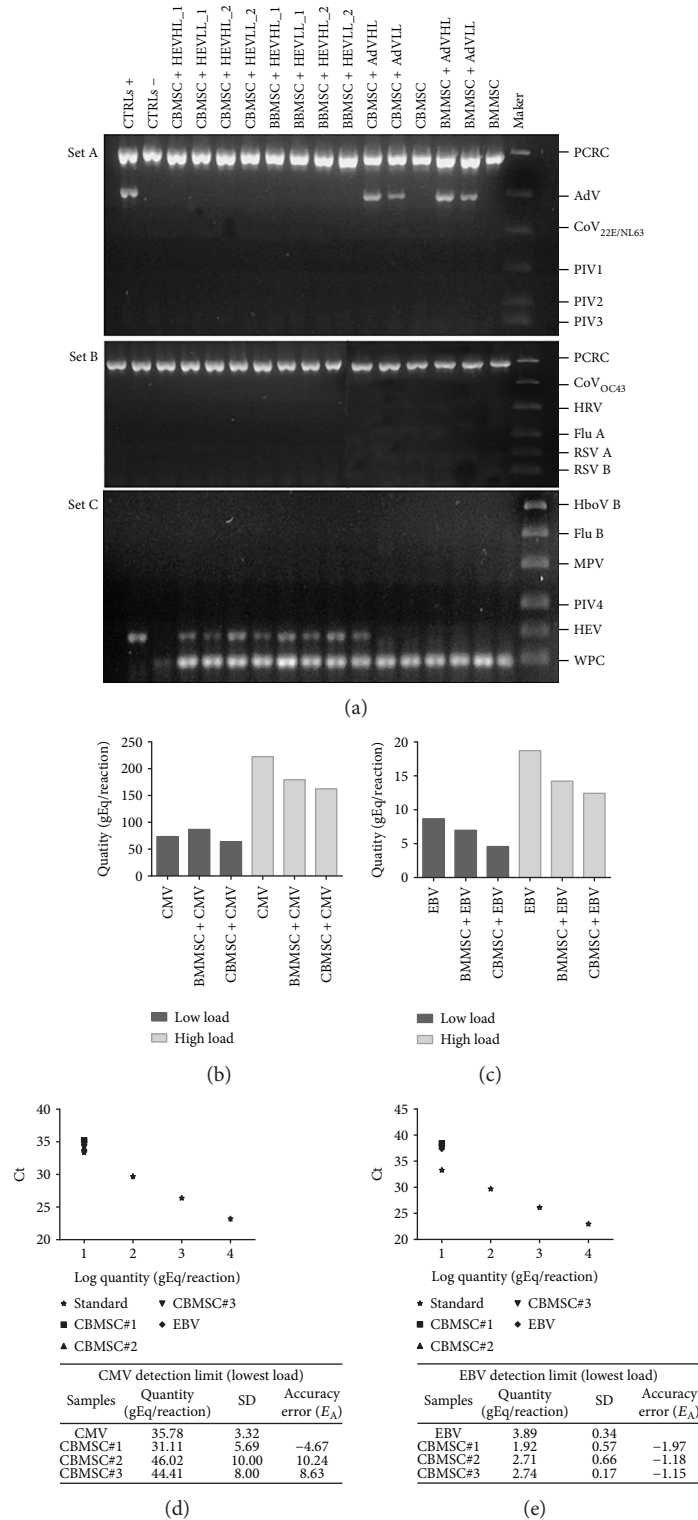 CTRLs +
CTRLs −
CBMSC + HEVHL_1
CBMSC + HEVLL_1
CBMSC + HEVHL_2
CBMSC + HEVLL_2
BBMSC + HEVHL_1
BBMSC + HEVLL_1
BBMSC + HEVHL_2
BBMSC + HEVLL_2
CBMSC + AdVHL
CBMSC + AdVLL
CBMSC
BMMSC + AdVHL
BMMSC + AdVLL
BMMSC
Maker
Set A
PCRC
AdV
CoV22E/NL63
PIV1
PIV2
PIV3
Set B
PCRC
CoVOC43
HRV
Flu A
RSV A
RSV B
Set C
HboV B
Flu B
MPV
PIV4
HEV
WPC
(a)
Quatity (gEq/reaction)
250
200
150
100
50
0
CMV
BMMSC + CMV
CBMSC + CMV
CMV
BMMSC + CMV
CBMSC + CMV
Low load
High load
(b)
Quatity (gEq/reaction)
20
15
10
5
0
EBV
BMMSC + EBV
CBMSC + EBV
EBV
BMMSC + EBV
CBMSC + EBV
Low load
High load
(c)
Ct
40
35
30
25
20
1 2 3 4
Log quantity (gEq/reaction)
Standard CBMSC#3
CBMSC#1 EBV
CBMSC#2
CMV detection limit (lowest load)
Samples Quantity (gEq/reaction) SD Accuracy error (EA)
CMV 35.78 3.32
CBMSC#1 31.11 5.69 −4.67
CBMSC#2 46.02 10.00 10.24
CBMSC#3 44.41 8.00 8.63
(d)
Ct
45
40
35
30
25
20
1 2 3 4
Log quantity (gEq/reaction)
Standard CBMSC#3
CBMSC#1 EBV
CBMSC#2
EBV detection limit (lowest load)
Samples Quantity (gEq/reaction) SD Accuracy error (EA)
EBV 3.89 0.34
CBMSC#1 1.92 0.57 −1.97
CBMSC#2 2.71 0.66 −1.18
CBMSC#3 2.74 0.17 −1.15
(e)